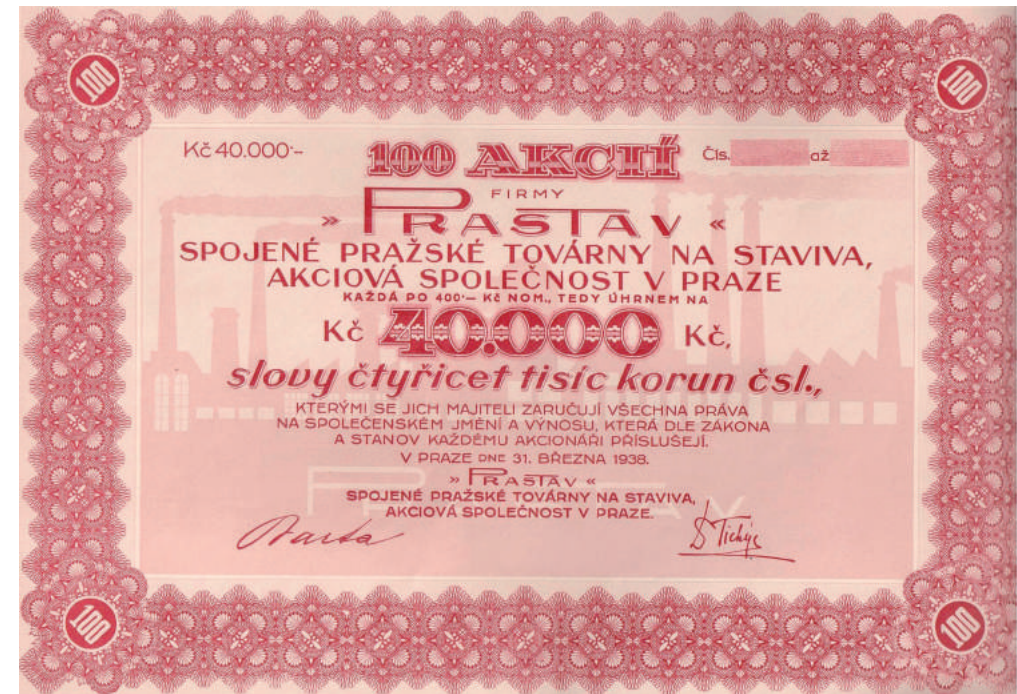 100
100
Kč 40.000·–
100 AKCIÍ
Čís. až
FIRMY
» PRASTAV «
SPOJENÉ PRAŽSKÉ TOVÁRNY NA STAVIVA,
AKCIOVÁ SPOLEČNOST V PRAZE
KAŽDÁ PO 400·— Kč NOM., TEDY ÚHRNEM NA
Kč 40.000 Kč,
slovy čtyřicet tisíc korun čsl.,
KTERÝMI SE JICH MAJITELI ZARUČUJÍ VŠECHNA PRÁVA
NA SPOLEČENSKÉM JMĚNÍ A VÝNOSU, KTERÁ DLE ZÁKONA
A STANOV KAŽDÉMU AKCIONÁŘI PŘÍSLUŠEJÍ.
V PRAZE DNE 31. BŘEZNA 1938.
» PRASTAV «
SPOJENÉ PRAŽSKÉ TOVÁRNY NA STAVIVA,
AKCIOVÁ SPOLEČNOST V PRAZE.
PRASTAV
Tichý
100
100